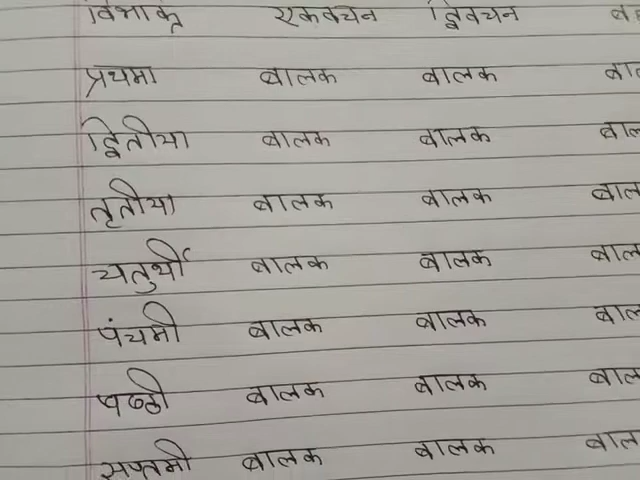 विभक्ति एकवचन द्विवचन
प्रथमा बालक बालक बाल
द्वितीया बालक बालक बाल
तृतीया बालक बालक बाल
चतुर्थी बालक बालक बाल
पंचमी बालक बालक बाल
षष्ठी बालक बालक बाल
सप्तमी बालक बालक बाल